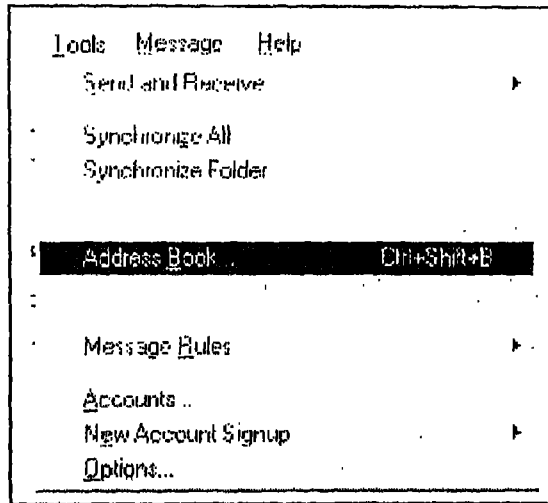 Tools Message Help
Send and Receive
Synchronize All
Synchronize Folder
Address Book... Ctrl+Shift+B
Message Rules
Accounts...
New Account Signup
Options...